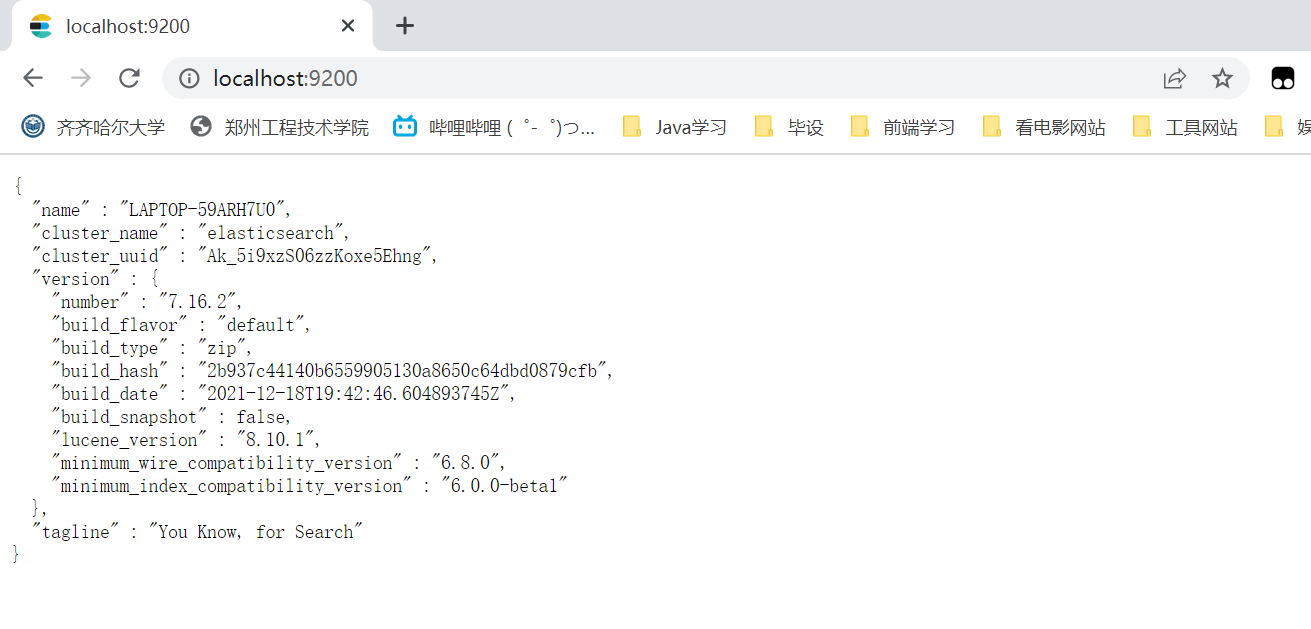 localhost:9200
localhost:9200
齐齐哈尔大学 郑州工程技术学院 哔哩哔哩 (゜-゜)つ... Java学习 毕设 前端学习 看电影网站 工具网站 娱
{
"name" : "LAPTOP-59ARH7U0",
"cluster_name" : "elasticsearch",
"cluster_uuid" : "Ak_5i9xzSO6zzKoxe5Ehng",
"version" : {
"number" : "7.16.2",
"build_flavor" : "default",
"build_type" : "zip",
"build_hash" : "2b937c44140b6559905130a8650c64dbd0879cfb",
"build_date" : "2021-12-18T19:42:46.604893745Z",
"build_snapshot" : false,
"lucene_version" : "8.10.1",
"minimum_wire_compatibility_version" : "6.8.0",
"minimum_index_compatibility_version" : "6.0.0-beta1"
},
"tagline" : "You Know, for Search"
}